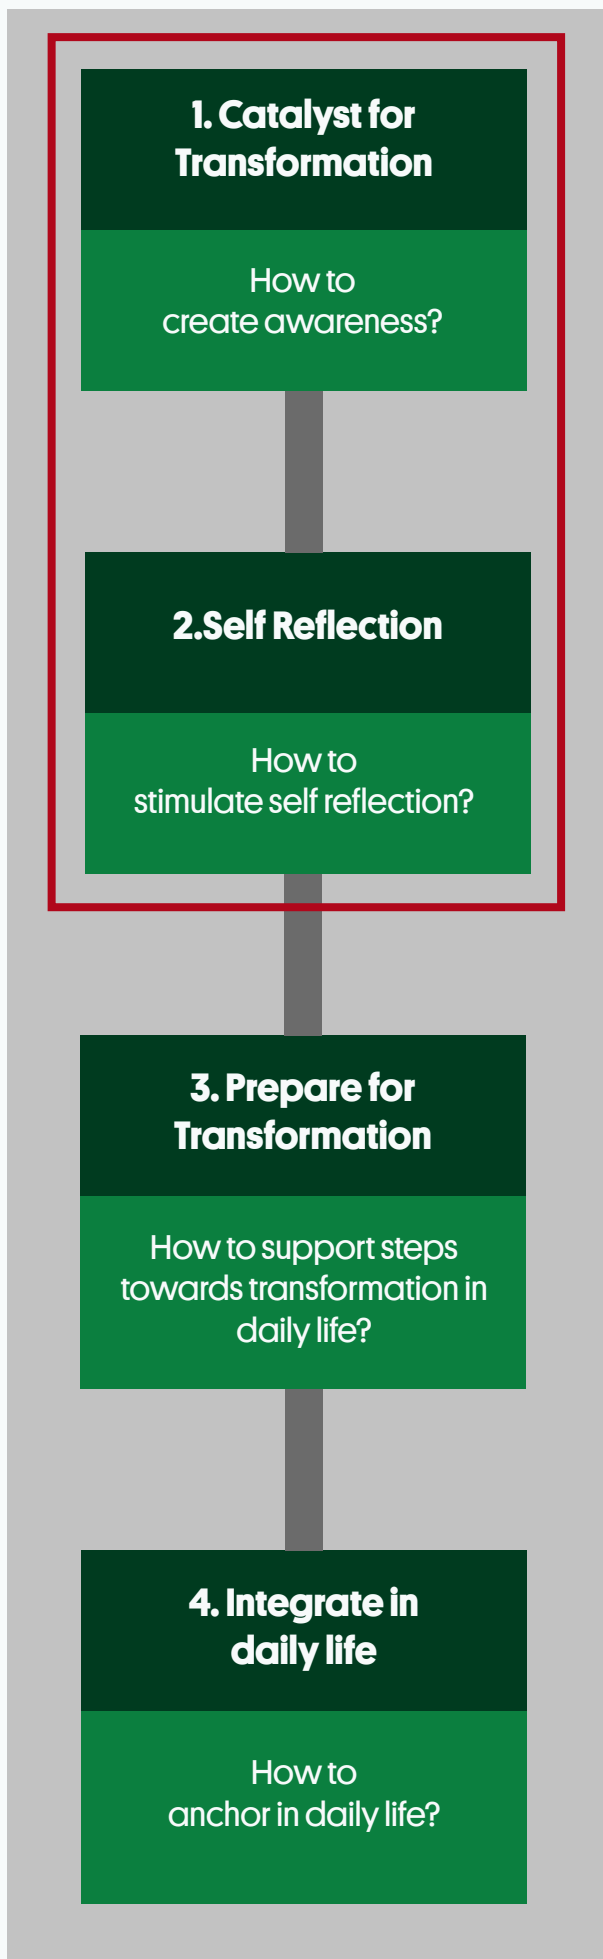 1. Catalyst for
Transformation
How to
create awareness?
2.Self Reflection
How to
stimulate self reflection?
3. Prepare for
Transformation
How to support steps
towards transformation in
daily life?
4. Integrate in
daily life
How to
anchor in daily life?